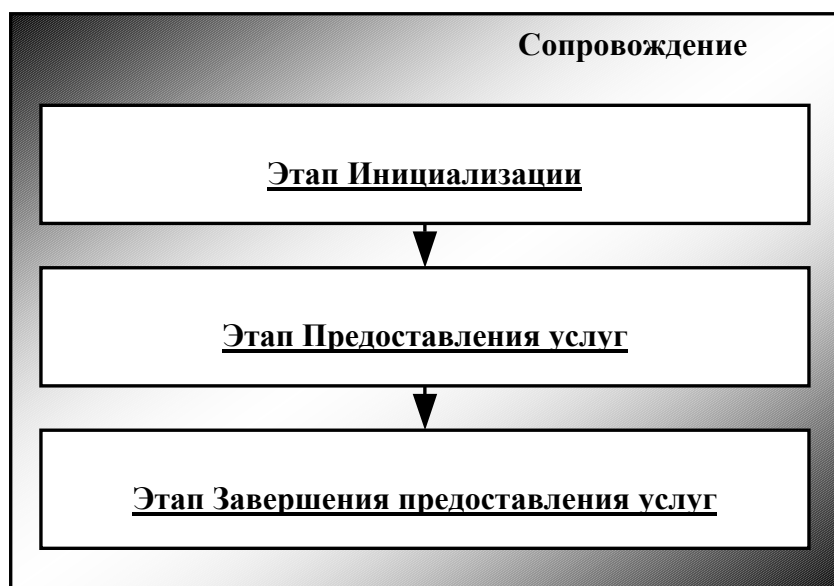 Сопровождение
Этап Инициализации
Этап Предоставления услуг
Этап Завершения предоставления услуг